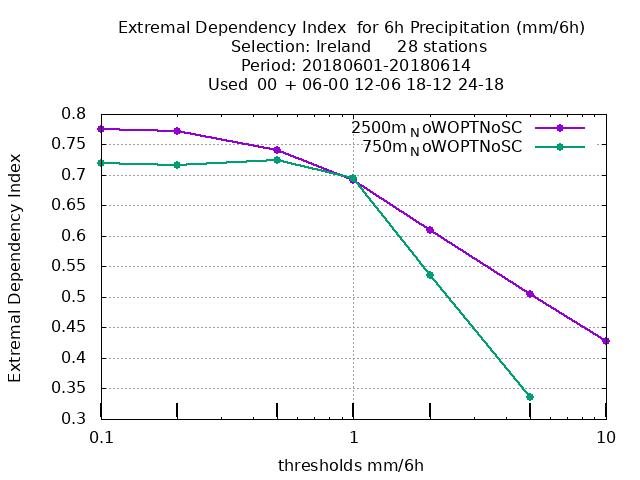 Extremal Dependency Index  for 6h Precipitation (mm/6h)
Selection: Ireland     28 stations
Period: 20180601-20180614
Used  00 + 06-00 12-06 18-12 24-18
2500m_NoWOPTNoSC
750m_NoWOPTNoSC
Extremal Dependency Index
0.8
0.75
0.7
0.65
0.6
0.55
0.5
0.45
0.4
0.35
0.3
0.1
1
10
thresholds mm/6h